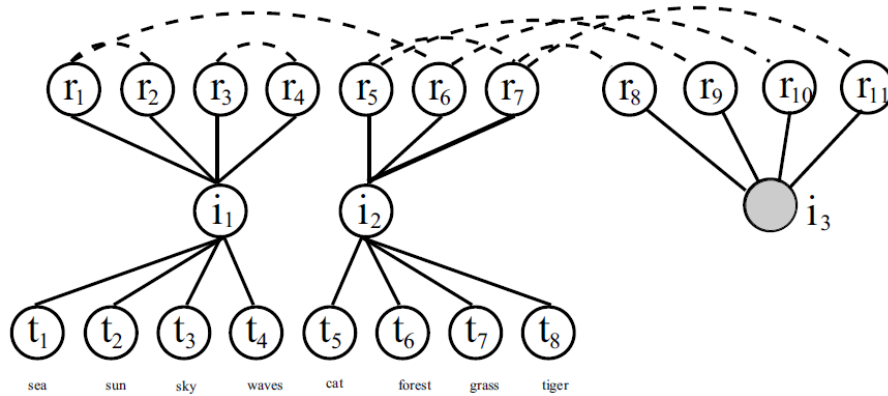 r1 r2 r3 r4 r5 r6 r7 r8 r9 r10 r11
i1 i2 i3
t1 t2 t3 t4 t5 t6 t7 t8
sea sun sky waves cat forest grass tiger